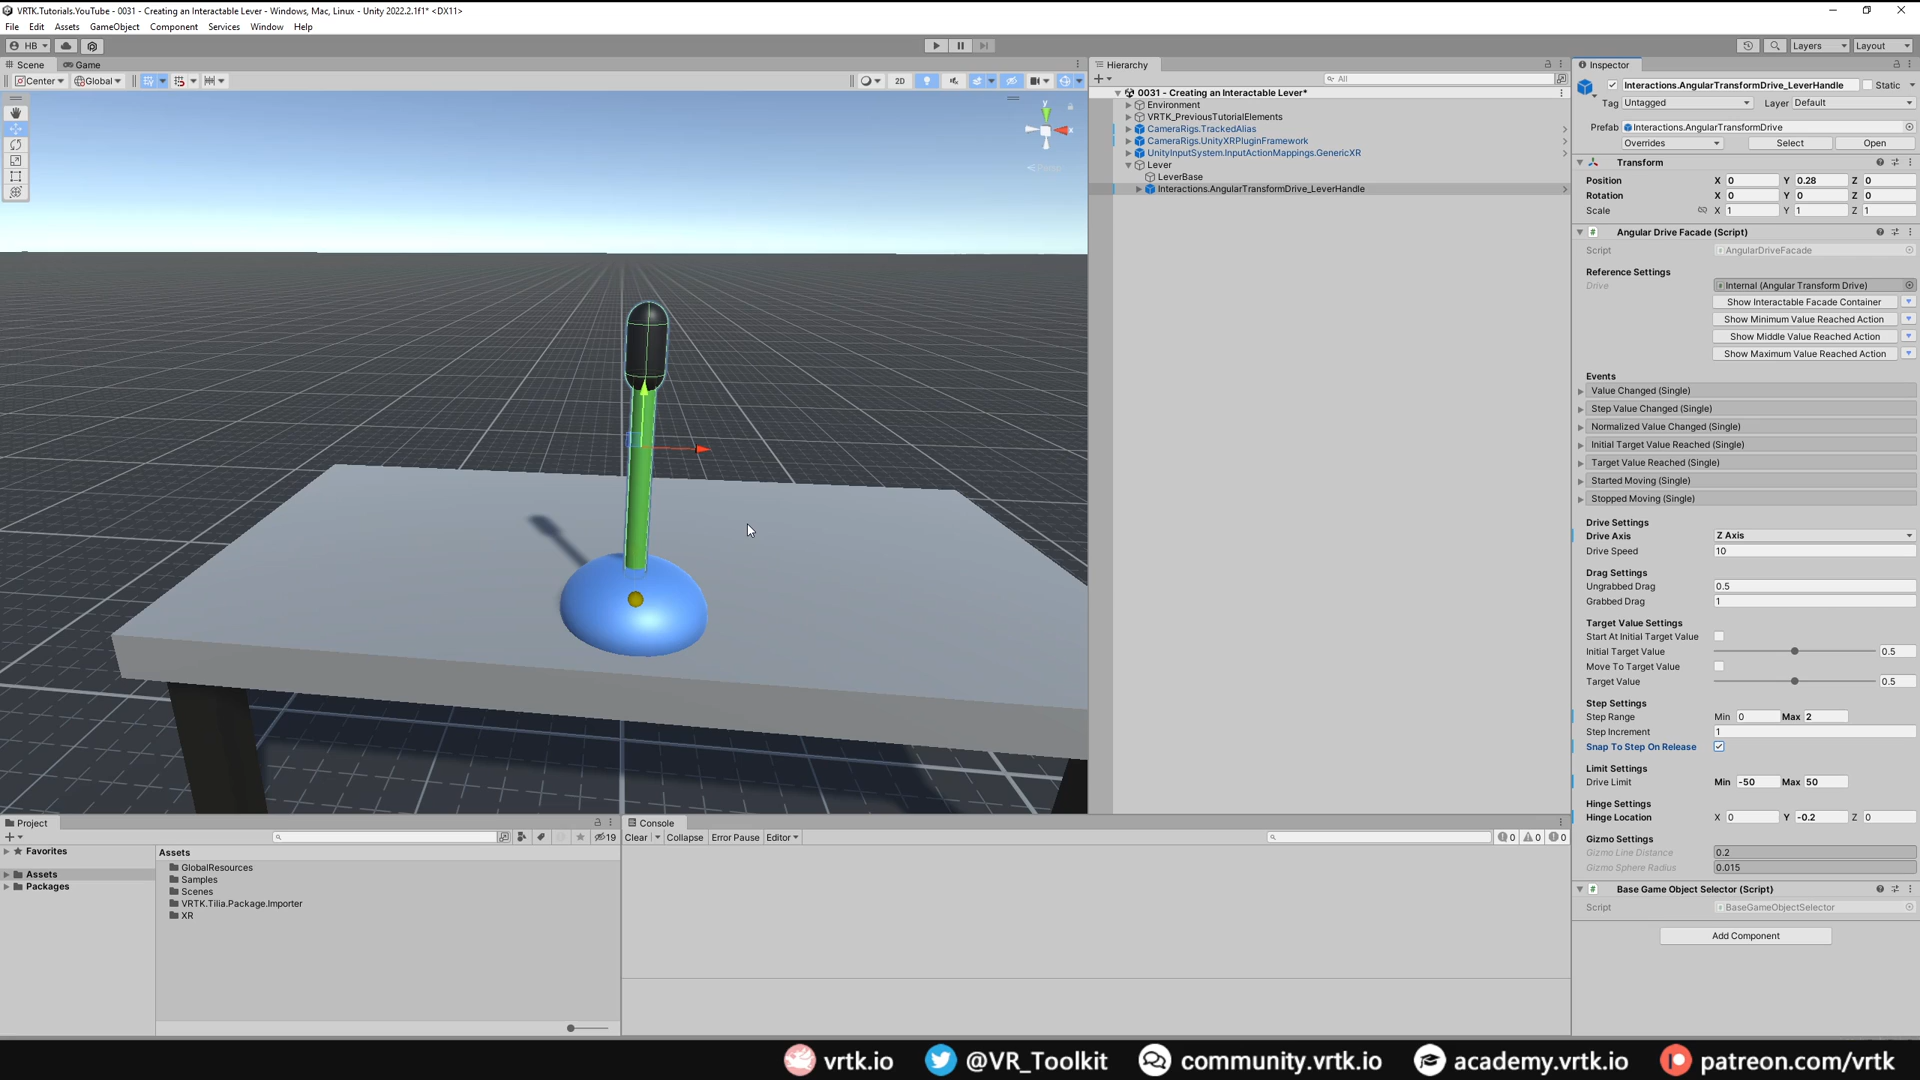 VRTK.Tutorials.YouTube - 0031 - Creating an Interactable Lever - Windows, Mac, Linux - Unity 2022.2.1f1* <DX11>
File Edit Assets GameObject Component Services Window Help
HB
Layers Layout
Scene Game
Center Global
2D
y
x
Hierarchy
All
0031 - Creating an Interactable Lever*
Environment
VRTK_PreviousTutorialElements
CameraRigs.TrackedAlias
CameraRigs.UnityXRPluginFramework
UnityInputSystem.InputActionMappings.GenericXR
Lever
LeverBase
Interactions.AngularTransformDrive_LeverHandle
Inspector
Interactions.AngularTransformDrive_LeverHandle Static
Tag Untagged Layer Default
Prefab Interactions.AngularTransformDrive
Overrides Select Open
Transform
Position X 0 Y 0.28 Z 0
Rotation X 0 Y 0 Z 0
Scale X 1 Y 1 Z 1
Angular Drive Facade (Script)
Script AngularDriveFacade
Reference Settings
Drive Internal (Angular Transform Drive)
Show Interactable Facade Container
Show Minimum Value Reached Action
Show Middle Value Reached Action
Show Maximum Value Reached Action
Events
Value Changed (Single)
Step Value Changed (Single)
Normalized Value Changed (Single)
Initial Target Value Reached (Single)
Target Value Reached (Single)
Started Moving (Single)
Stopped Moving (Single)
Drive Settings
Drive Axis Z Axis
Drive Speed 10
Drag Settings
Ungrabbed Drag 0.5
Grabbed Drag 1
Target Value Settings
Start At Initial Target Value
Initial Target Value 0.5
Move To Target Value
Target Value 0.5
Step Settings
Step Range Min 0 Max 2
Step Increment 1
Snap To Step On Release
Limit Settings
Drive Limit Min -50 Max 50
Hinge Settings
Hinge Location X 0 Y -0.2 Z 0
Gizmo Settings
Gizmo Line Distance 0.2
Gizmo Sphere Radius 0.015
Base Game Object Selector (Script)
Script BaseGameObjectSelector
Add Component
Project
19
Favorites
Assets
Packages
Assets
GlobalResources
Samples
Scenes
VRTK.Tilia.Package.Importer
XR
Console
Clear Collapse Error Pause Editor
0 0 0
vrtk.io @VR_Toolkit community.vrtk.io academy.vrtk.io patreon.com/vrtk